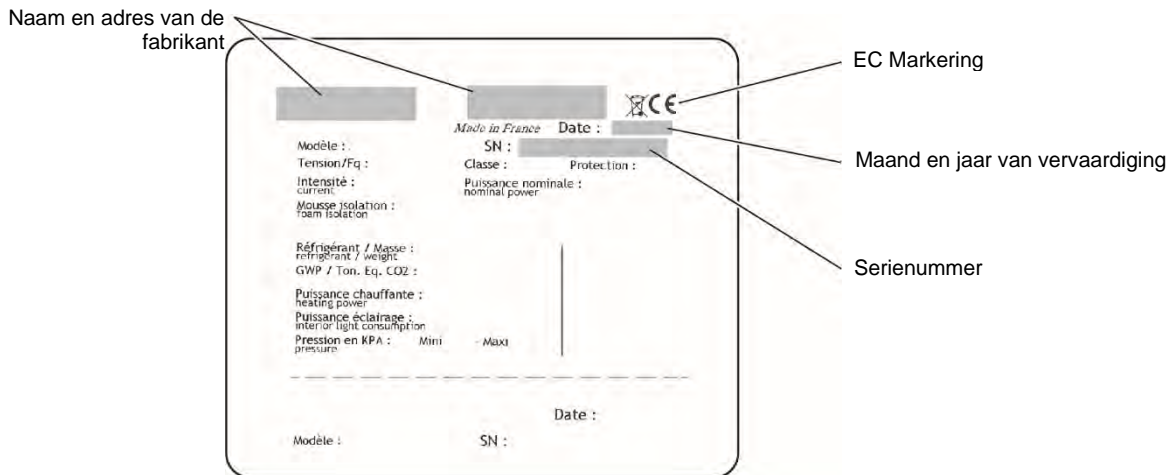 Naam en adres van de
fabrikant
EC Markering
CE
Made in France Date :
Maand en jaar van vervaardiging
Modèle : SN :
Tension/Fq : Classe : Protection :
Intensité : Puissance nominale :
current nominal power
Mousse isolation :
foam isolation
Réfrigérant / Masse :
refrigerant / weight
Serienummer
GWP / Ton. Eq. CO2 :
Puissance chauffante :
heating power
Puissance éclairage :
interior light consumption
Pression en KPA : Mini - Maxi
pressure
Date :
Modèle : SN :